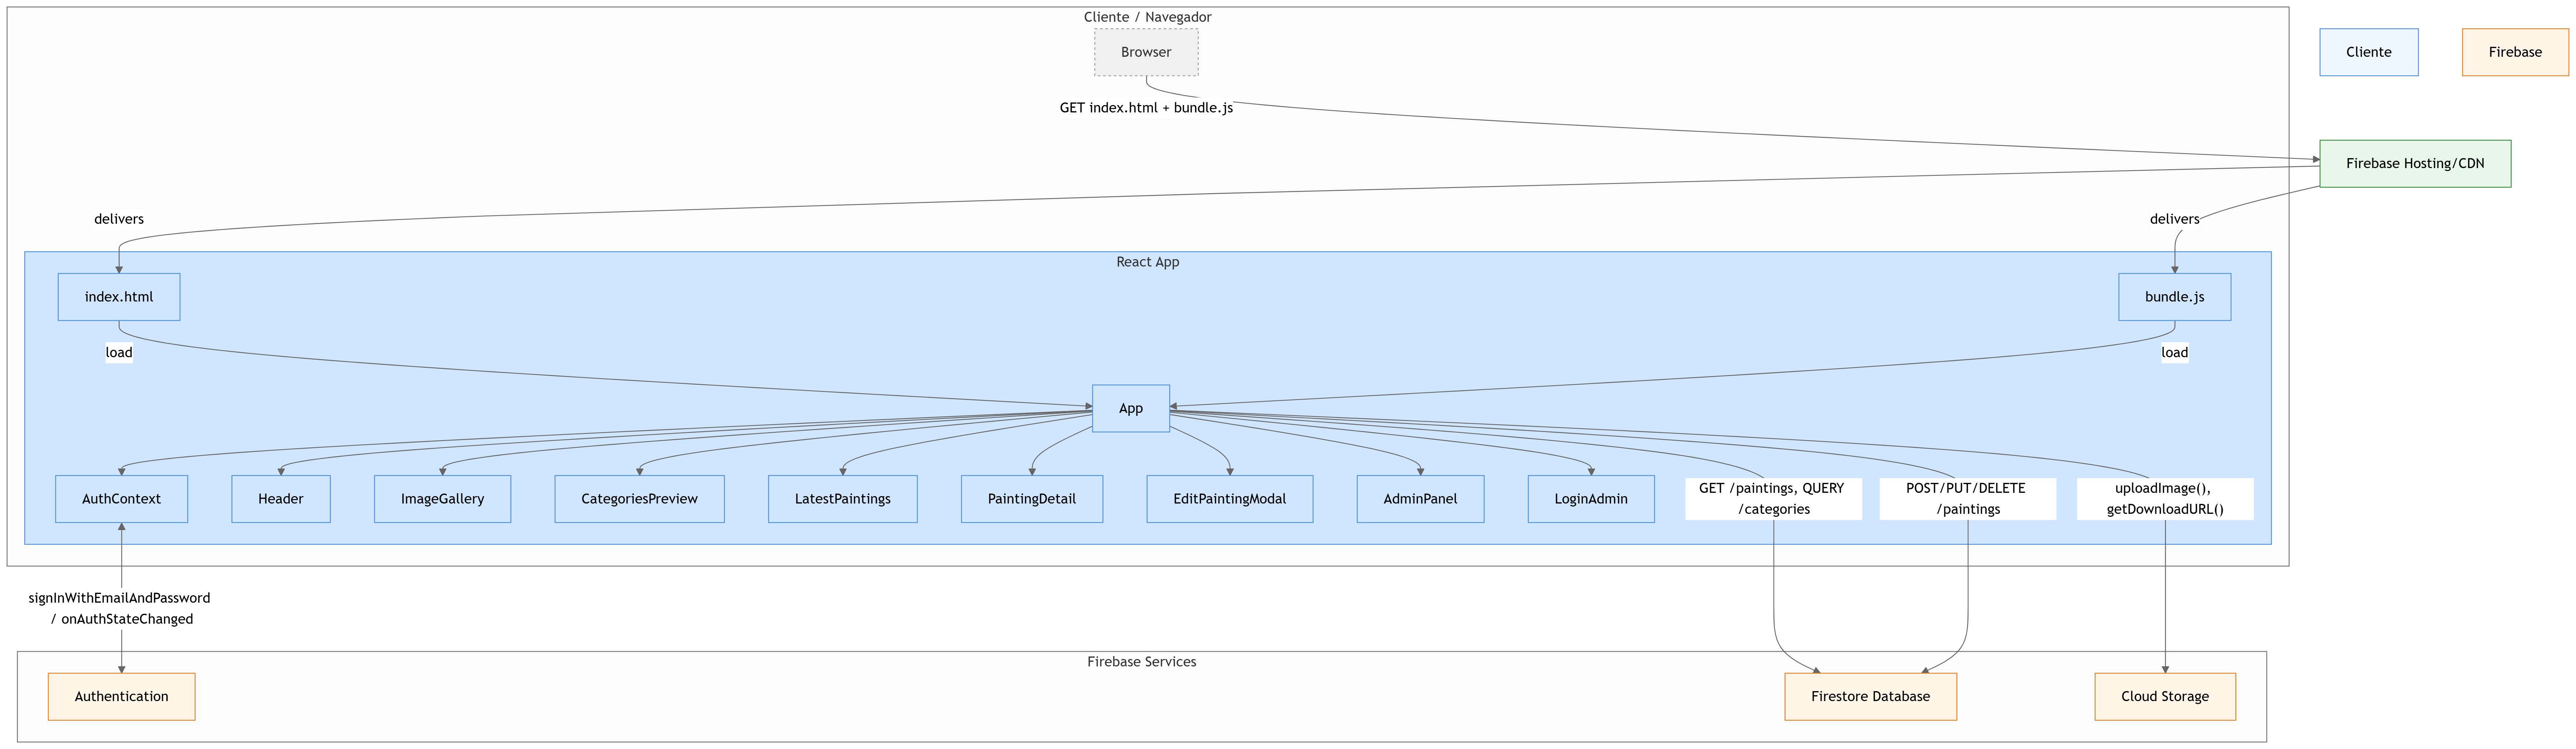 Cliente / Navegador
Browser
Cliente
Firebase
GET index.html + bundle.js
Firebase Hosting/CDN
delivers
delivers
React App
index.html
bundle.js
load
load
App
AuthContext
Header
ImageGallery
CategoriesPreview
LatestPaintings
PaintingDetail
EditPaintingModal
AdminPanel
LoginAdmin
GET /paintings, QUERY
/categories
POST/PUT/DELETE
/paintings
uploadImage(),
getDownloadURL()
signInWithEmailAndPassword
/ onAuthStateChanged
Firebase Services
Authentication
Firestore Database
Cloud Storage